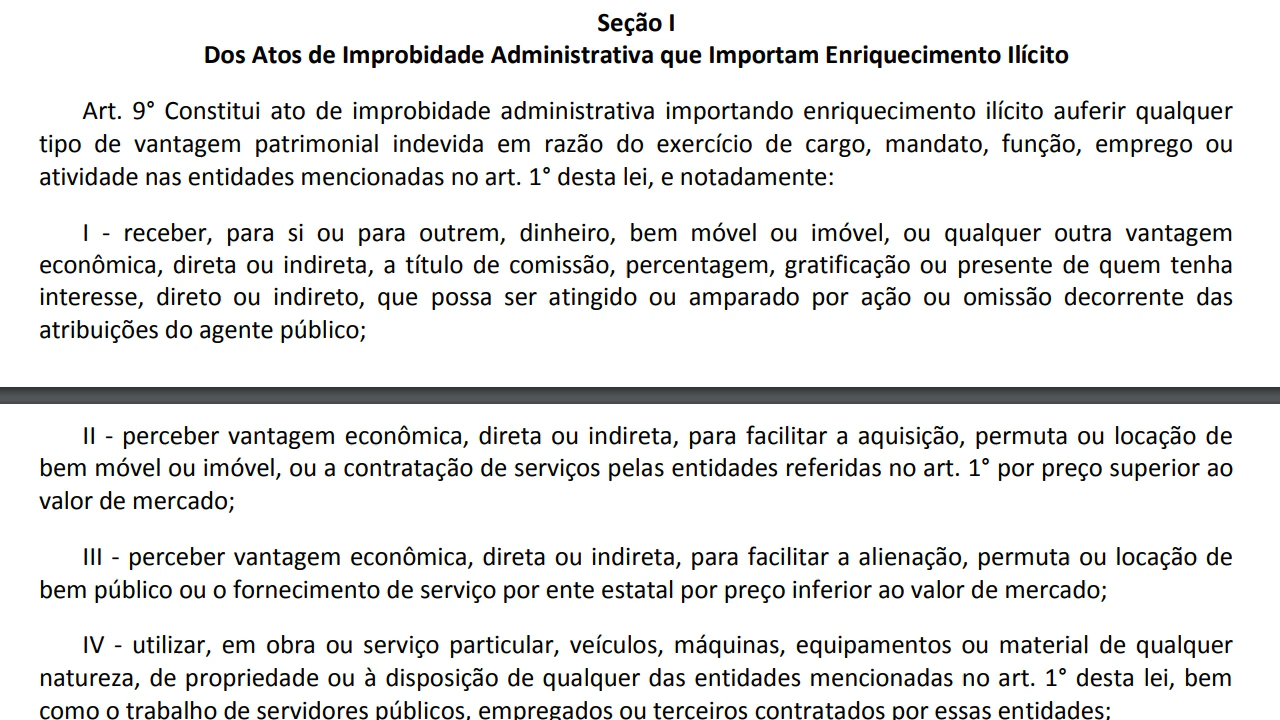 Seção I
Dos Atos de Improbidade Administrativa que Importam Enriquecimento Ilícito
Art. 9° Constitui ato de improbidade administrativa importando enriquecimento ilícito auferir qualquer
tipo de vantagem patrimonial indevida em razão do exercício de cargo, mandato, função, emprego ou
atividade nas entidades mencionadas no art. 1° desta lei, e notadamente:
I - receber, para si ou para outrem, dinheiro, bem móvel ou imóvel, ou qualquer outra vantagem
econômica, direta ou indireta, a título de comissão, percentagem, gratificação ou presente de quem tenha
interesse, direto ou indireto, que possa ser atingido ou amparado por ação ou omissão decorrente das
atribuições do agente público;
II - perceber vantagem econômica, direta ou indireta, para facilitar a aquisição, permuta ou locação de
bem móvel ou imóvel, ou a contratação de serviços pelas entidades referidas no art. 1° por preço superior ao
valor de mercado;
III - perceber vantagem econômica, direta ou indireta, para facilitar a alienação, permuta ou locação de
bem público ou o fornecimento de serviço por ente estatal por preço inferior ao valor de mercado;
IV - utilizar, em obra ou serviço particular, veículos, máquinas, equipamentos ou material de qualquer
natureza, de propriedade ou à disposição de qualquer das entidades mencionadas no art. 1° desta lei, bem
como o trabalho de servidores públicos, empregados ou terceiros contratados por essas entidades;